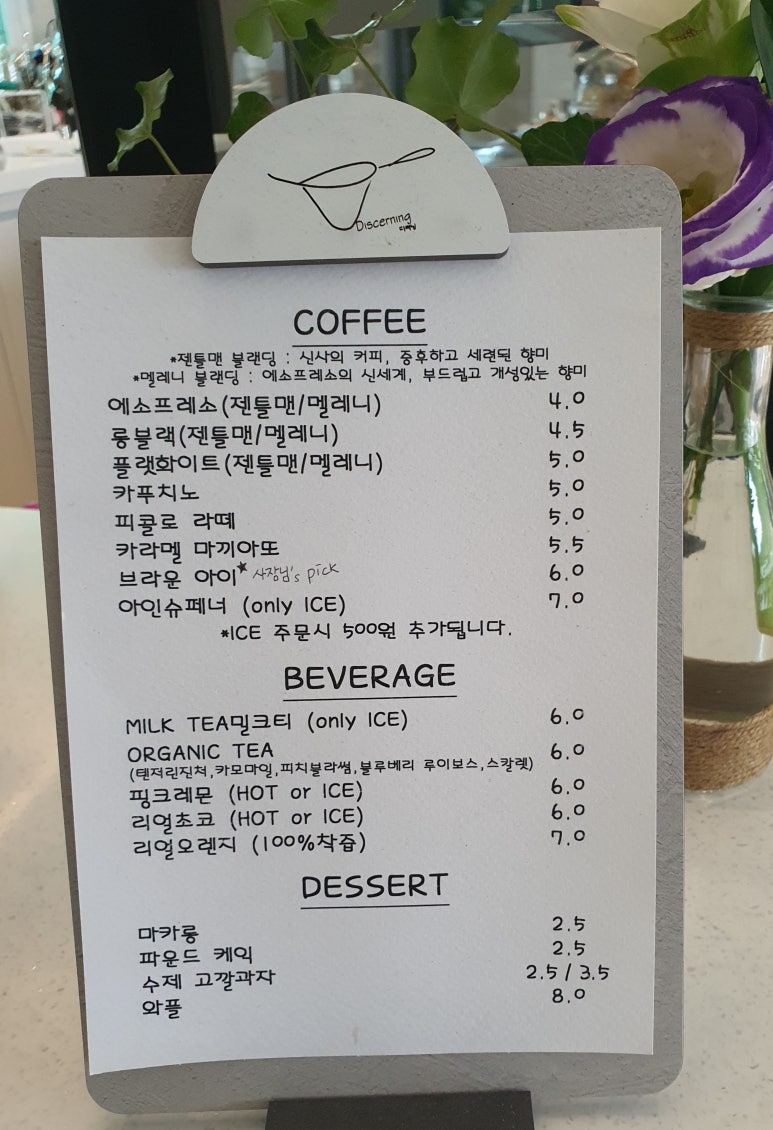 Discerning
COFFEE
*젠틀맨 블랜딩 : 신사의 커피, 중후하고 세련된 향미
*멜레니 블랜딩 : 에소프레소의 신세계, 부드럽고 개성있는 향미
에소프레소(젠틀맨/멜레니) 4.0
롱블랙(젠틀맨/멜레니) 4.5
플랫화이트(젠틀맨/멜레니) 5.0
카푸치노 5.0
피콜로 라떼 5.0
카라멜 마끼아또 5.5
브라운 아이★사장님's pick 6.0
아인슈페너 (only ICE) 7.0
*ICE 주문시 500원 추가됩니다.
BEVERAGE
MILK TEA밀크티 (only ICE) 6.0
ORGANIC TEA 6.0
(탠저린진저,카모마일,피치블라썸,블루베리 루이보스,스칼렛)
핑크레몬 (HOT or ICE) 6.0
리얼초코 (HOT or ICE) 6.0
리얼오렌지 (100%착즙) 7.0
DESSERT
마카롱 2.5
파운드 케익 2.5
수제 고깔과자 2.5 / 3.5
와플 8.0